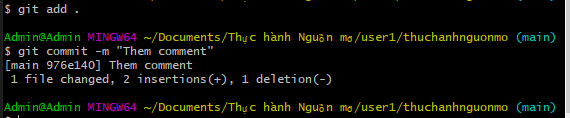 $ git add .
Admin@Admin MINGW64 ~/Documents/Thực hành Nguồn mở/user1/thuchanhnguonmo (main)
$ git commit -m "Them comment"
[main 976e140] Them comment
 1 file changed, 2 insertions(+), 1 deletion(-)
Admin@Admin MINGW64 ~/Documents/Thực hành Nguồn mở/user1/thuchanhnguonmo (main)